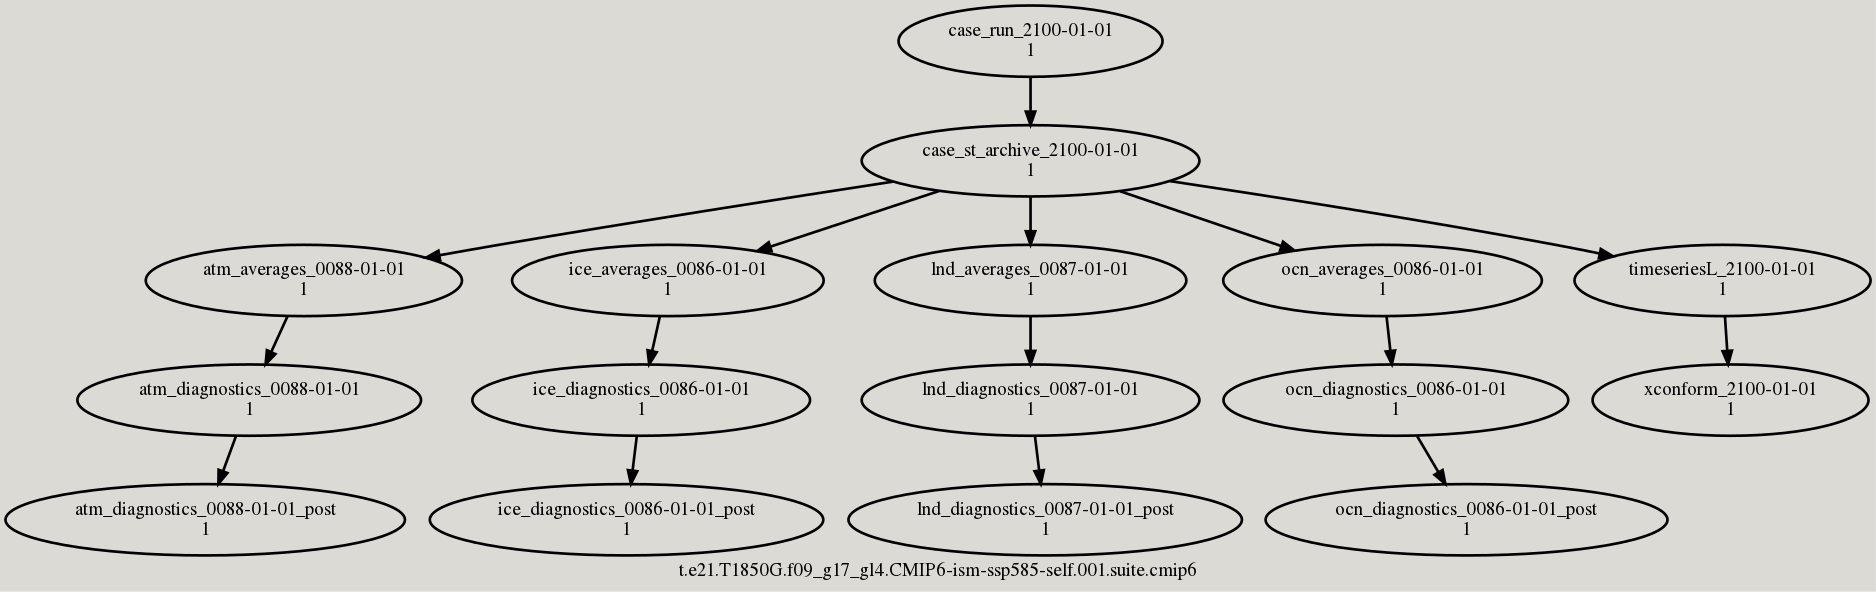 case_run_2100-01-01
1
case_st_archive_2100-01-01
1
atm_averages_0088-01-01
1
ice_averages_0086-01-01
1
lnd_averages_0087-01-01
1
ocn_averages_0086-01-01
1
timeseriesL_2100-01-01
1
atm_diagnostics_0088-01-01
1
ice_diagnostics_0086-01-01
1
lnd_diagnostics_0087-01-01
1
ocn_diagnostics_0086-01-01
1
xconform_2100-01-01
1
atm_diagnostics_0088-01-01_post
1
ice_diagnostics_0086-01-01_post
1
lnd_diagnostics_0087-01-01_post
1
ocn_diagnostics_0086-01-01_post
1
t.e21.T1850G.f09_g17_gl4.CMIP6-ism-ssp585-self.001.suite.cmip6